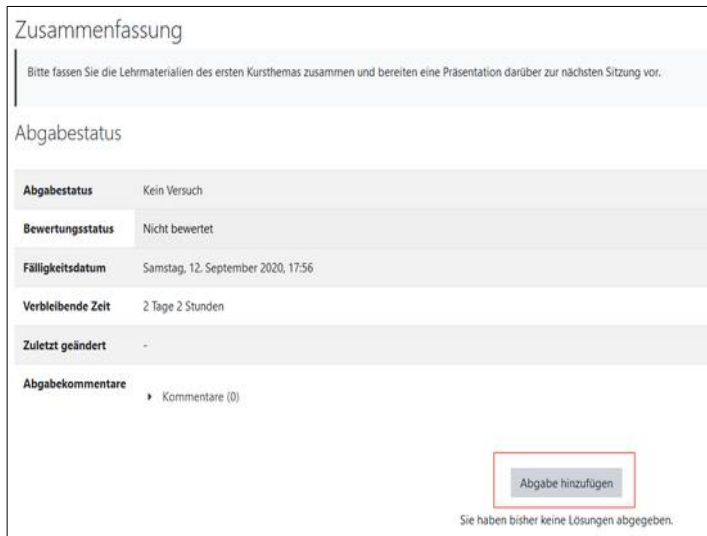 Zusammenfassung
Bitte fassen Sie die Lehrmaterialien des ersten Kursthemas zusammen und bereiten eine Präsentation darüber zur nächsten Sitzung vor.
Abgabestatus
Abgabestatus Kein Versuch
Bewertungsstatus Nicht bewertet
Fälligkeitsdatum Samstag, 12. September 2020, 17:56
Verbleibende Zeit 2 Tage 2 Stunden
Zuletzt geändert -
Abgabekommentare Kommentare (0)
Abgabe hinzufügen
Sie haben bisher keine Lösungen abgegeben.